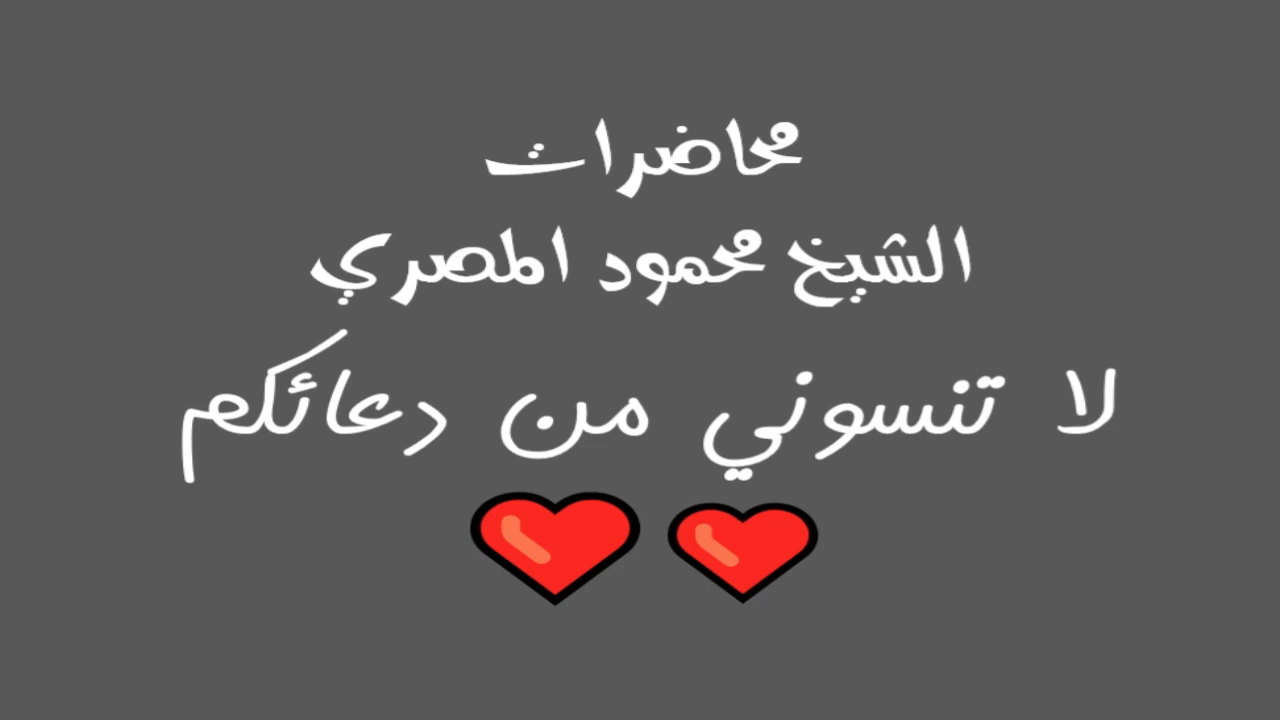 محاضرات
الشيخ محمود المصري
لا تنسوني من دعائكم